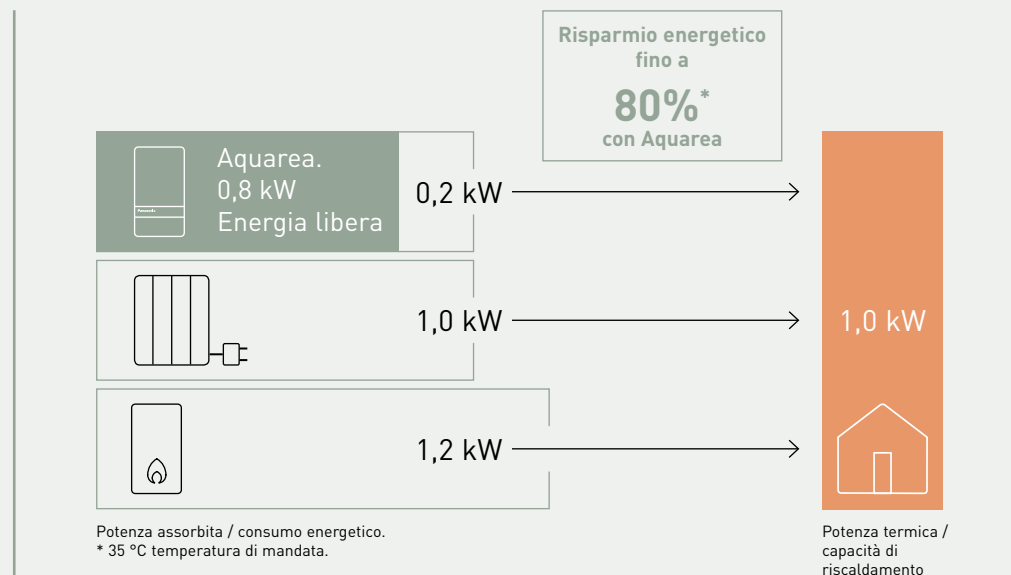 Risparmio energetico
fino a
80%*
con Aquarea
Aquarea.
0,8 kW
Energia libera
0,2 kW
1,0 kW
1,0 kW
1,2 kW
Potenza assorbita / consumo energetico.
* 35 °C temperatura di mandata.
Potenza termica /
capacità di
riscaldamento